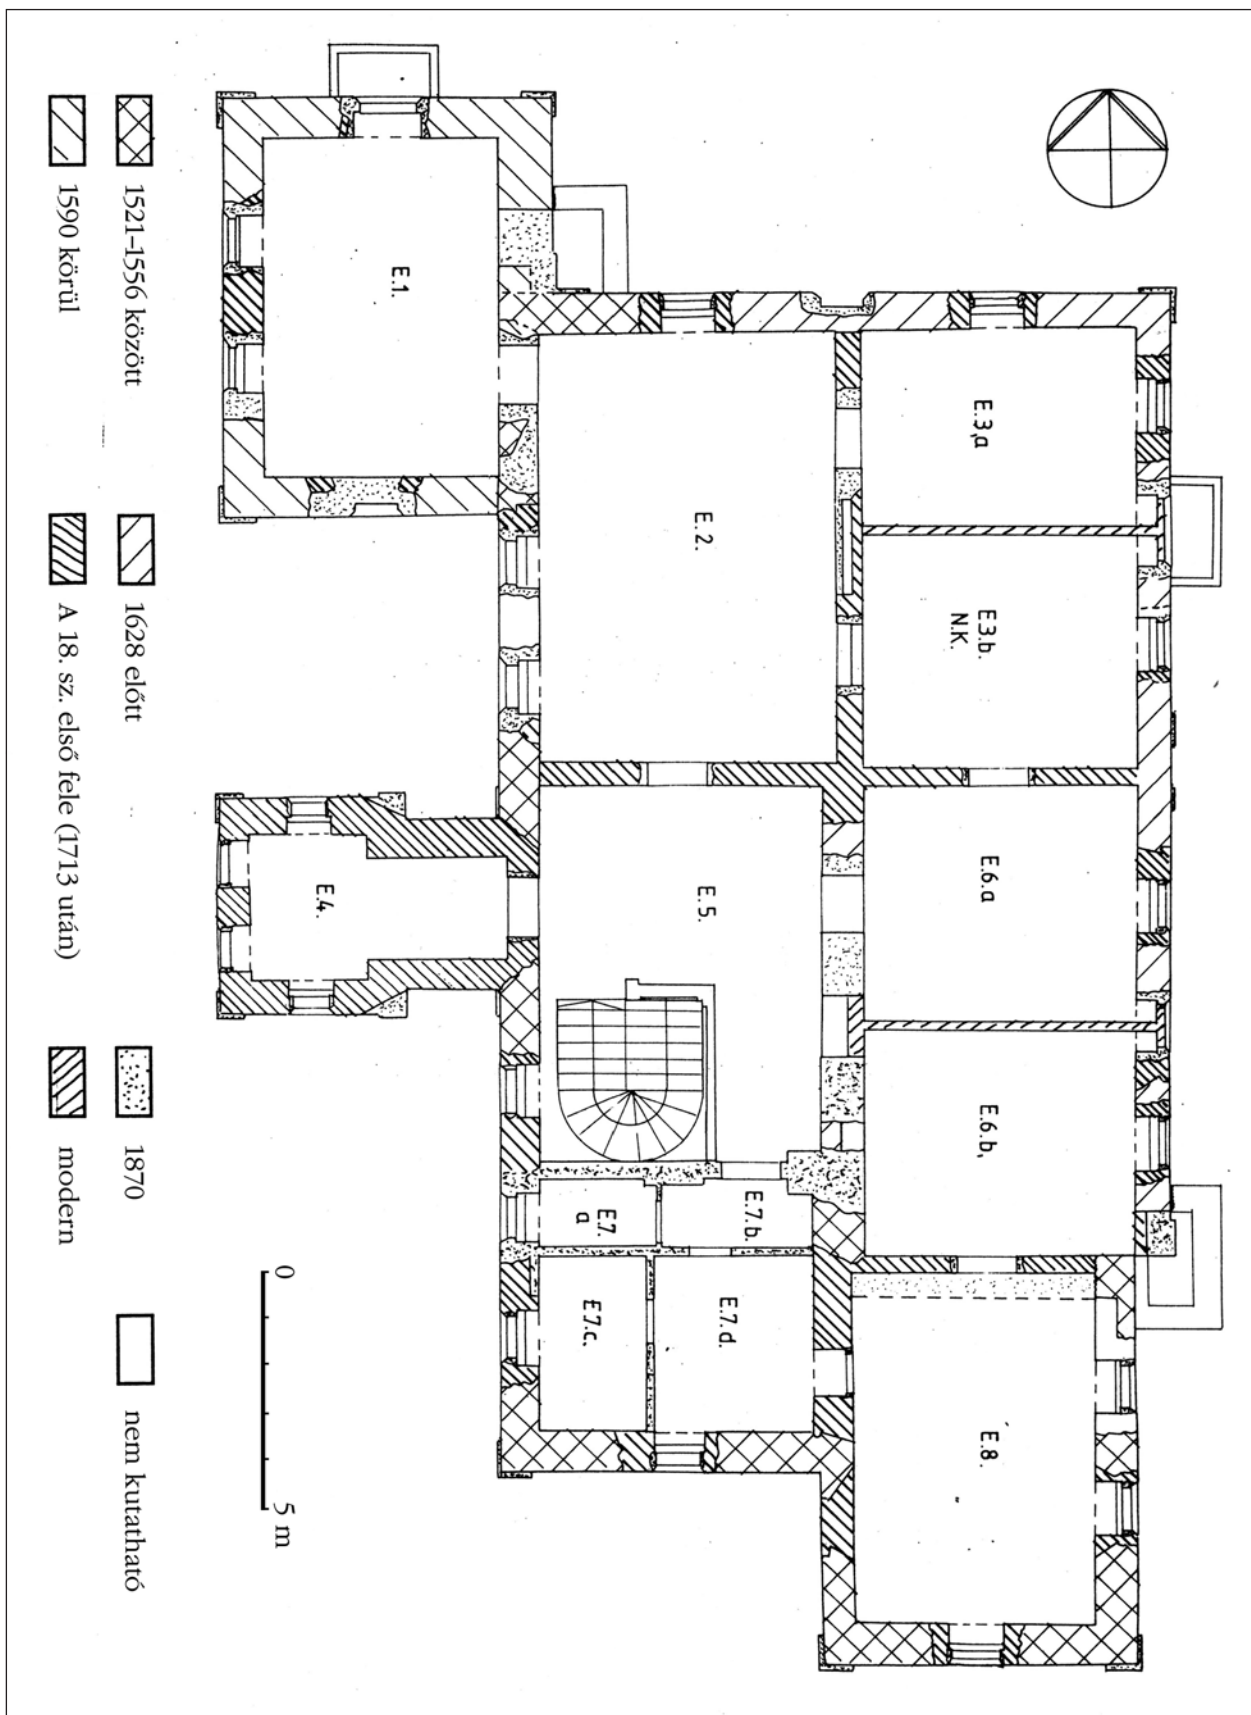 E.1.
E.2.
E.3,a
E.3.b.
N.K.
E.4.
E.5.
E.6.a
E.6.b,
E.7.
a
E.7.b.
E.7.c.
E.7.d.
E.8.
1521–1556 között
1590 körül
1628 előtt
A 18. sz. első fele (1713 után)
1870
modern
nem kutatható
0
5 m